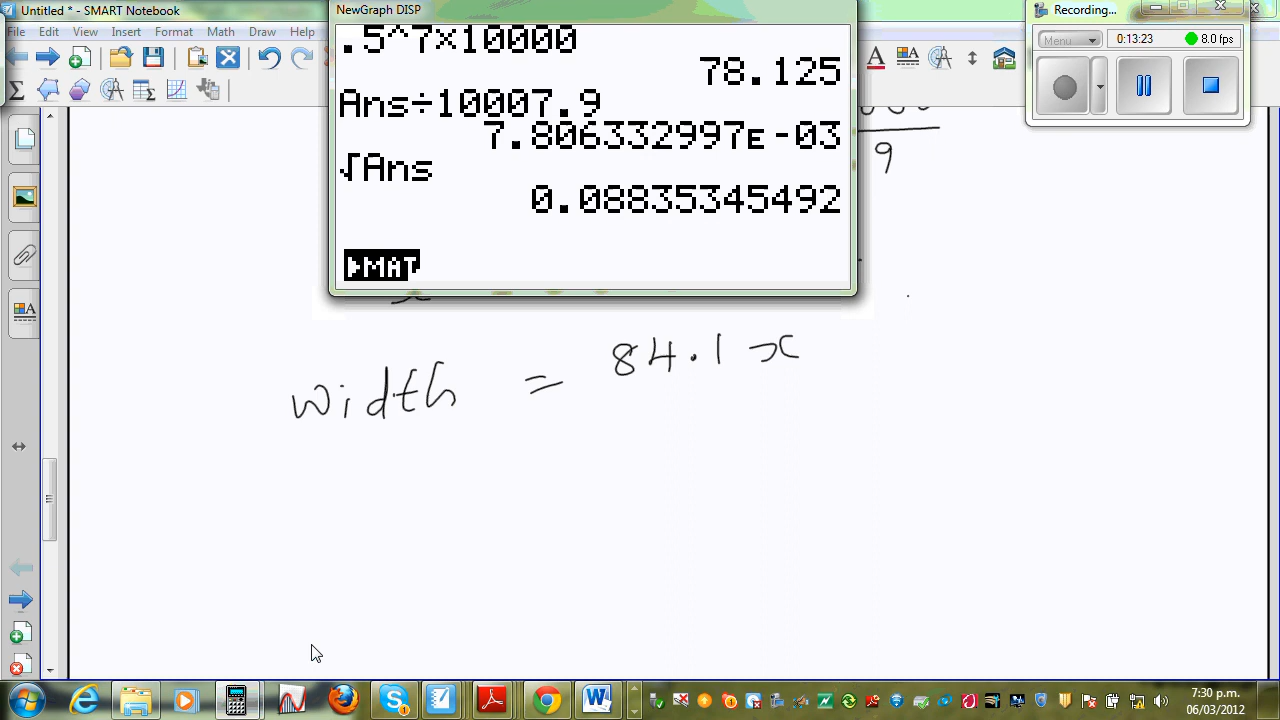 Untitled * - SMART Notebook
NewGraph DISP
Recording...
File Edit View Insert Format Math Draw Help
Menu
0:13:23
8.0 fps
.5^7×10000
78.125
Ans÷10007.9
7.806332997E-03
√Ans
0.08835345492
▶MAT
9
x
width = 84.1 x
7:30 p.m.
06/03/2012